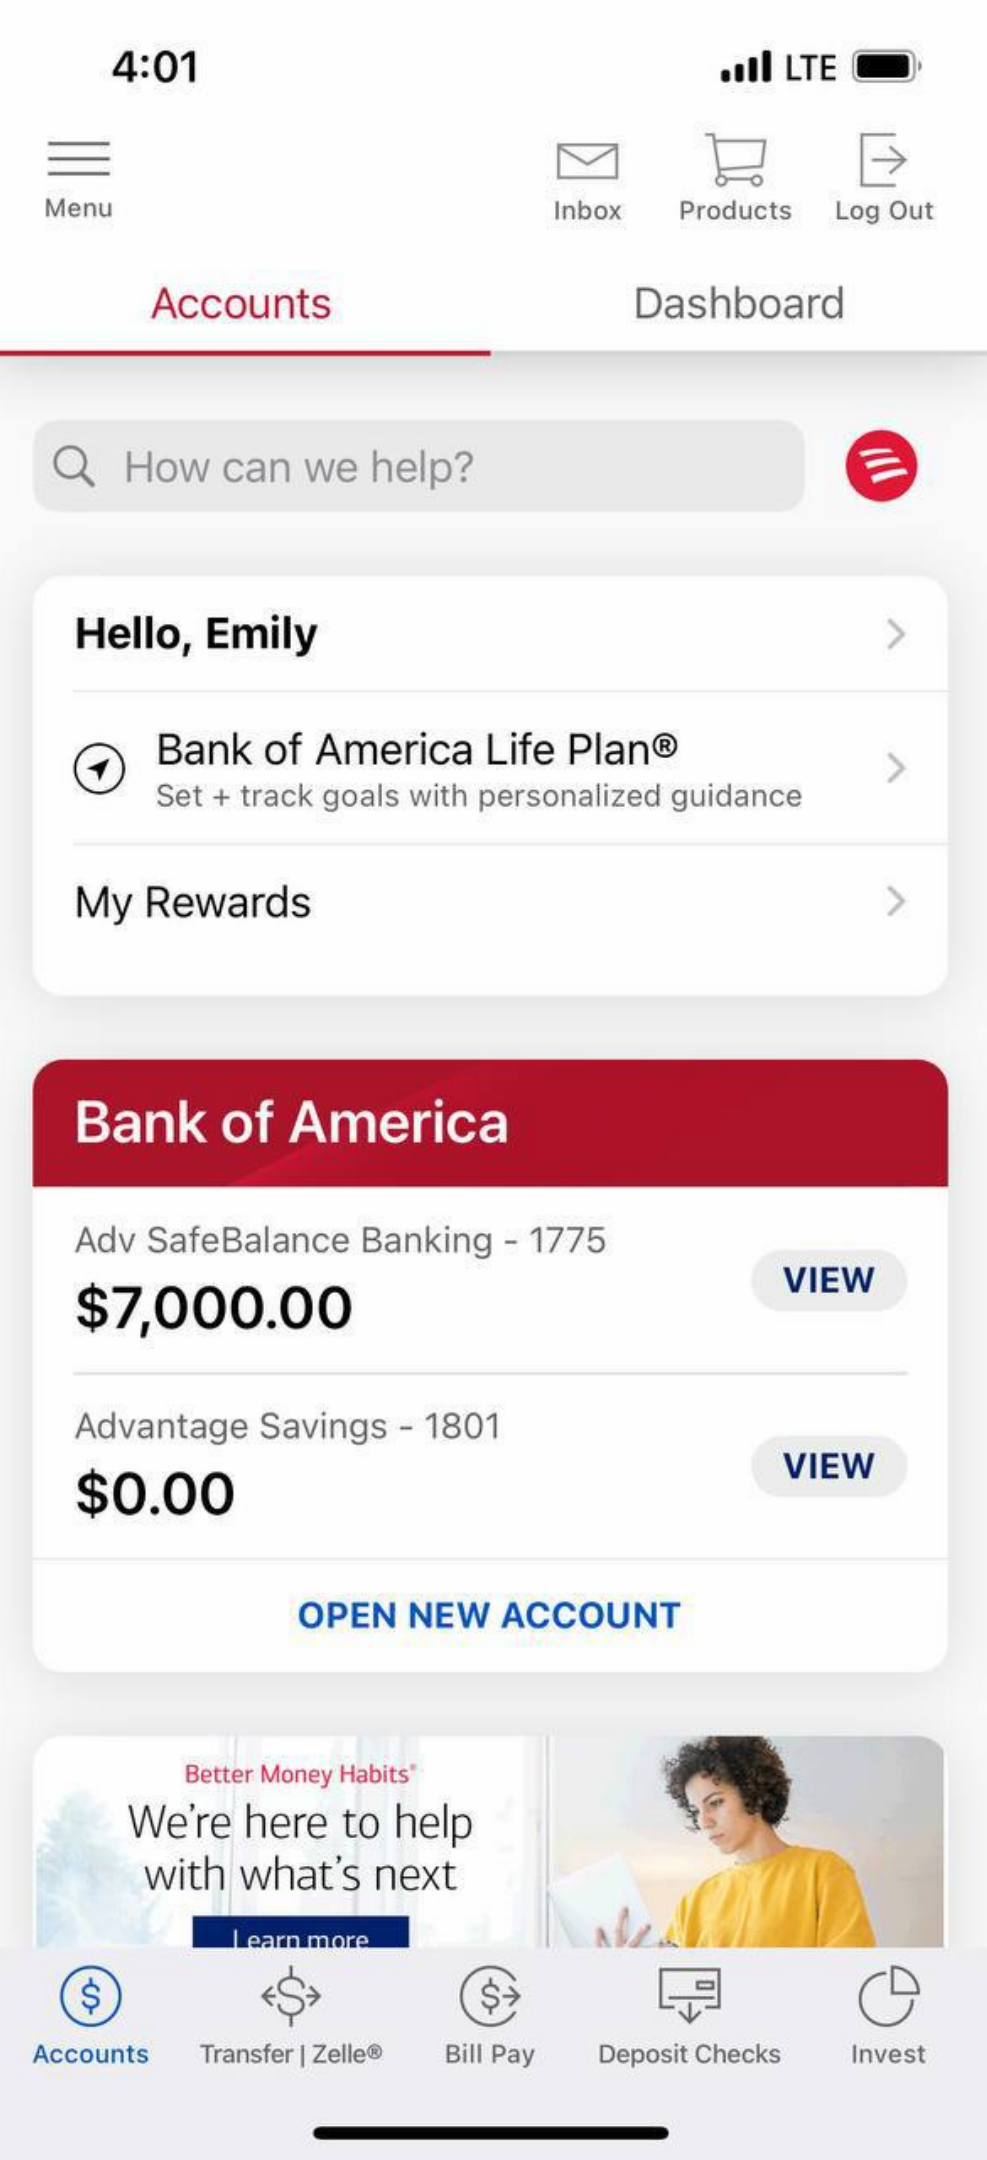 4:01
LTE
Menu
Inbox
Products
Log Out
Accounts
Dashboard
How can we help?
Hello, Emily
Bank of America Life Plan®
Set + track goals with personalized guidance
My Rewards
Bank of America
Adv SafeBalance Banking - 1775
$7,000.00
VIEW
Advantage Savings - 1801
$0.00
VIEW
OPEN NEW ACCOUNT
Better Money Habits®
We're here to help
with what's next
Learn more
Accounts
Transfer | Zelle®
Bill Pay
Deposit Checks
Invest